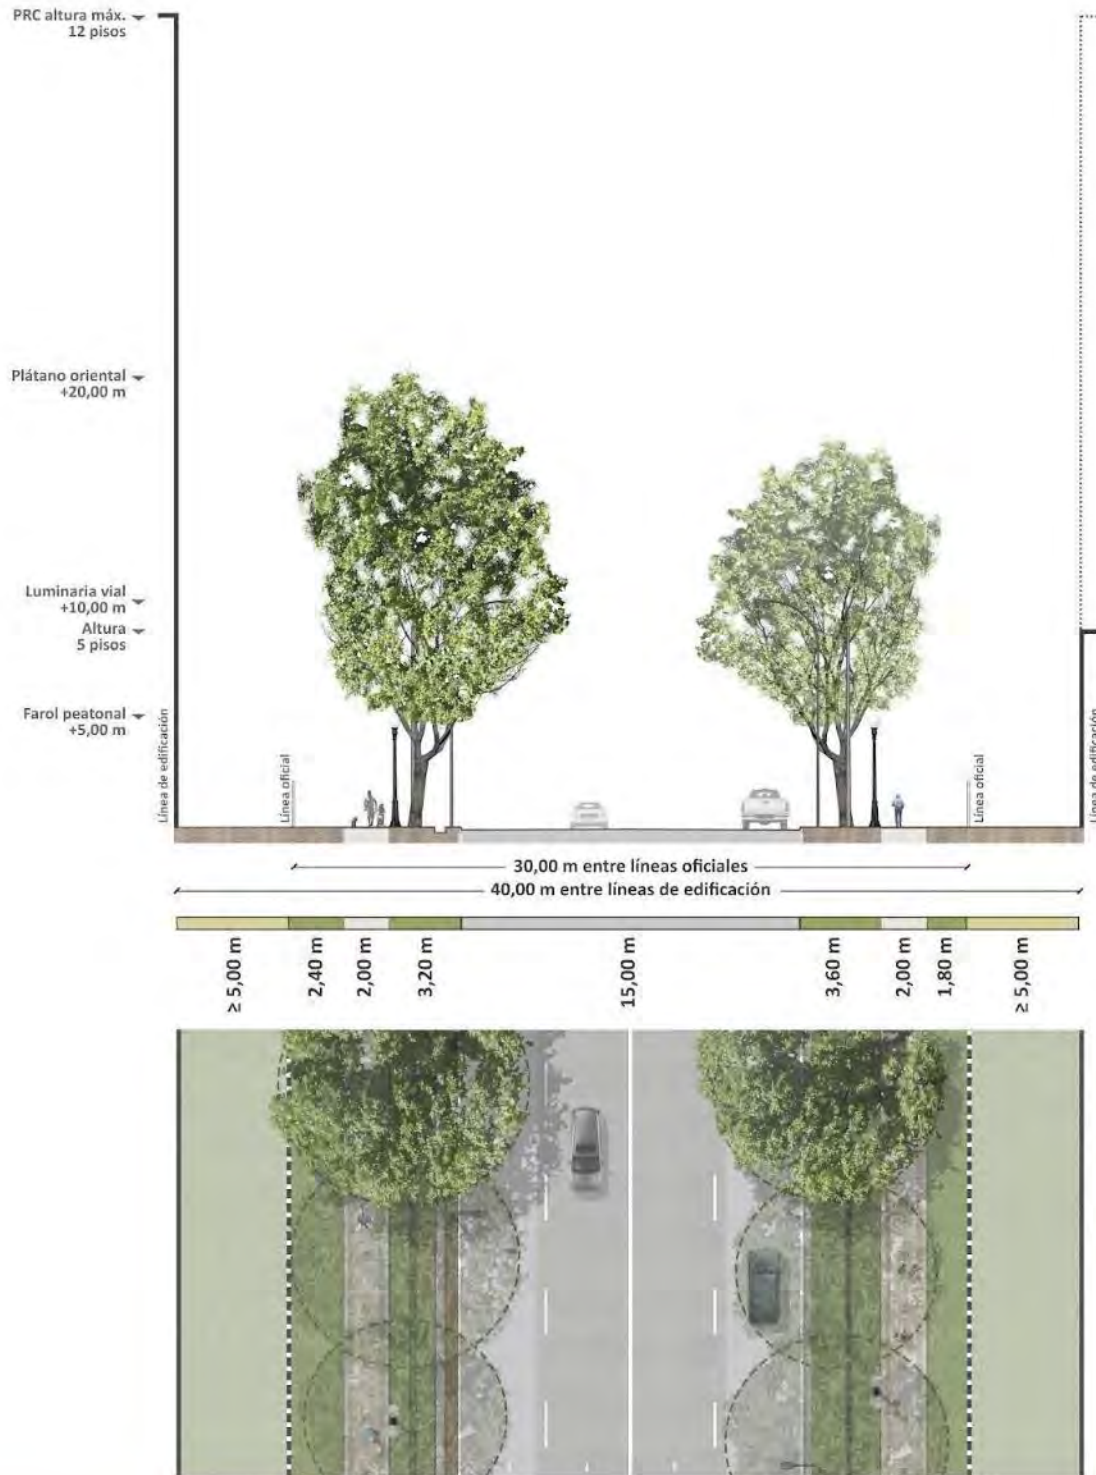 PRC altura máx.
12 pisos
Plátano oriental
+20,00 m
Luminaria vial
+10,00 m
Altura
5 pisos
Farol peatonal
+5,00 m
Línea de edificación
Línea oficial
Línea oficial
Línea de edificación
30,00 m entre líneas oficiales
40,00 m entre líneas de edificación
≥ 5,00 m
2,40 m
2,00 m
3,20 m
15,00 m
3,60 m
2,00 m
1,80 m
≥ 5,00 m